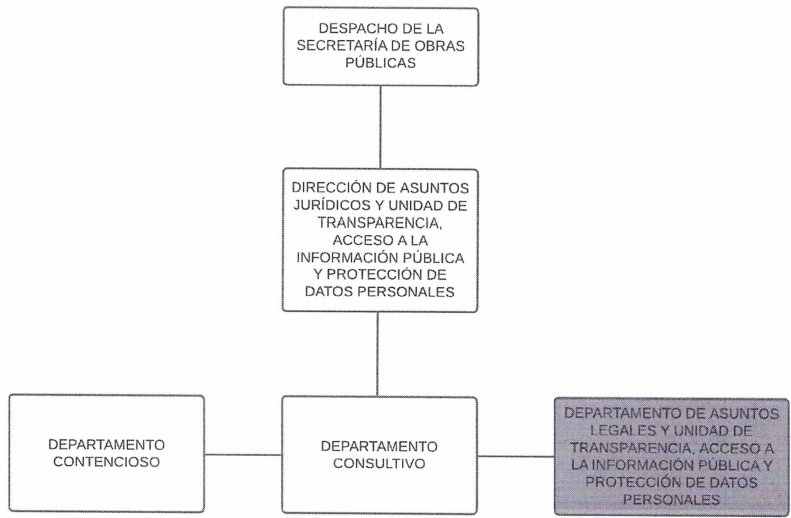 DESPACHO DE LA
SECRETARÍA DE OBRAS
PÚBLICAS
DIRECCIÓN DE ASUNTOS
JURÍDICOS Y UNIDAD DE
TRANSPARENCIA,
ACCESO A LA
INFORMACIÓN PÚBLICA
Y PROTECCIÓN DE
DATOS PERSONALES
DEPARTAMENTO
CONTENCIOSO
DEPARTAMENTO
CONSULTIVO
DEPARTAMENTO DE ASUNTOS
LEGALES Y UNIDAD DE
TRANSPARENCIA, ACCESO A
LA INFORMACIÓN PÚBLICA Y
PROTECCIÓN DE DATOS
PERSONALES